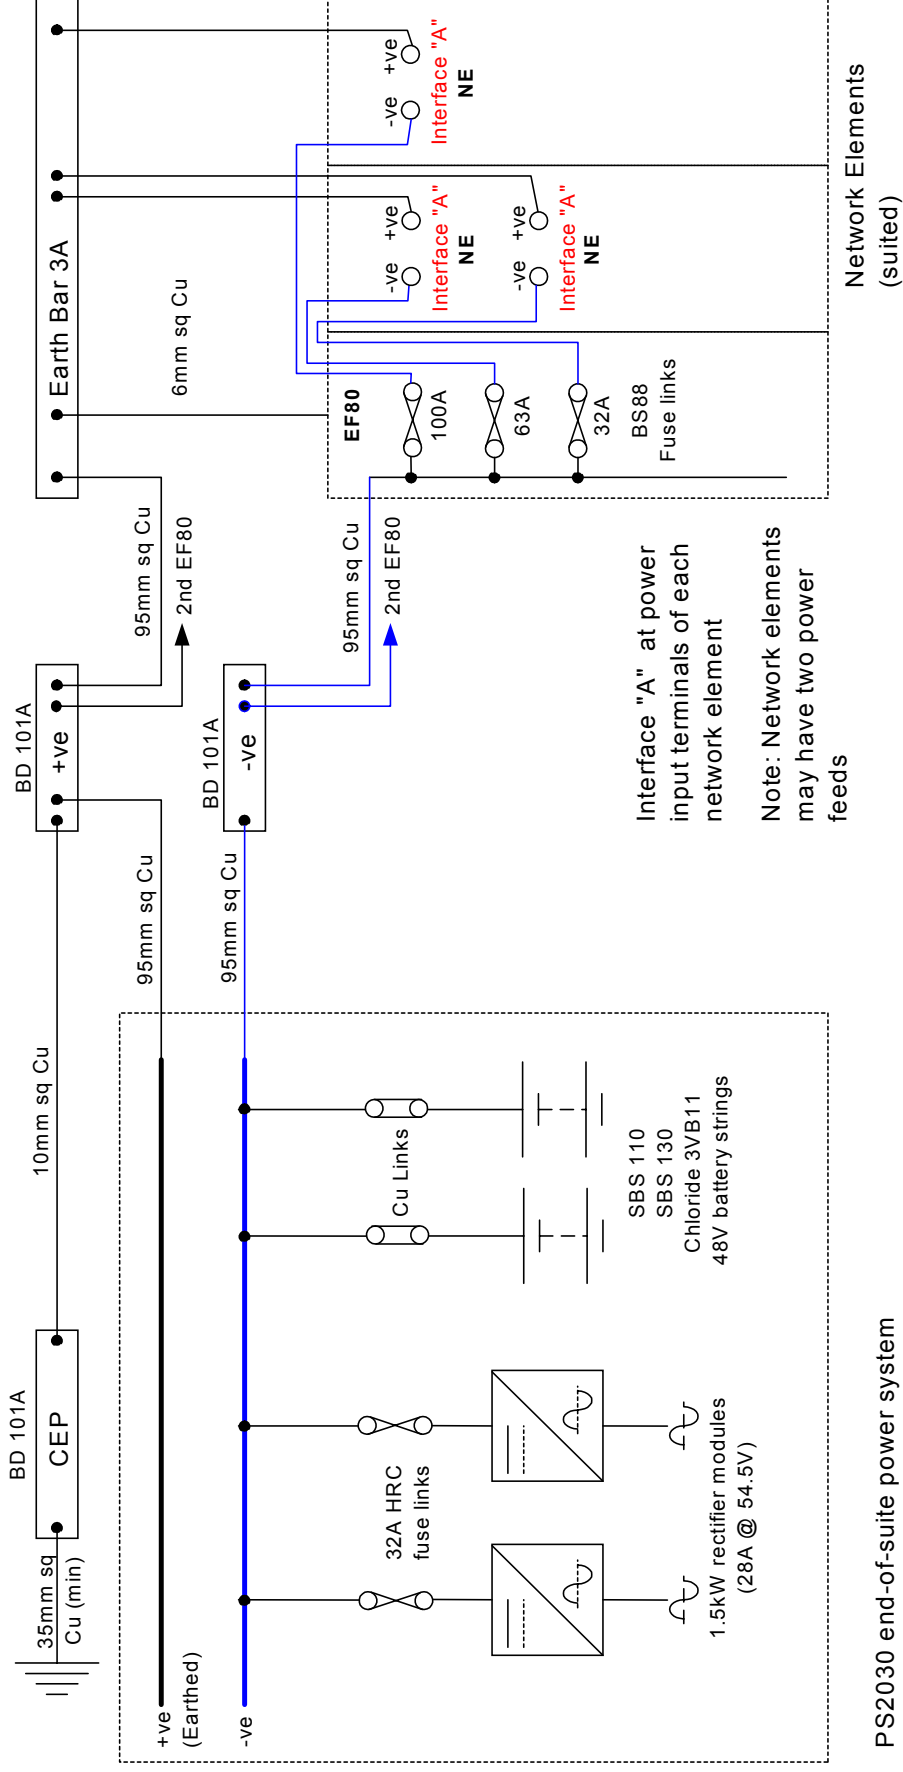 BD 101A
CEP
35mm sq
Cu (min)
10mm sq Cu
BD 101A
+ve
95mm sq Cu
2nd EF80
Earth Bar 3A
6mm sq Cu
+ve
(Earthed)
-ve
95mm sq Cu
95mm sq Cu
BD 101A
-ve
95mm sq Cu
2nd EF80
32A HRC
fuse links
Cu Links
1.5kW rectifier modules
(28A @ 54.5V)
SBS 110
SBS 130
Chloride 3VB11
48V battery strings
PS2030 end-of-suite power system
EF80
100A
63A
32A
BS88
Fuse links
-ve
+ve
Interface "A"
NE
-ve
+ve
Interface "A"
NE
-ve
+ve
Interface "A"
NE
Interface "A" at power
input terminals of each
network element
Note: Network elements
may have two power
feeds
Network Elements
(suited)